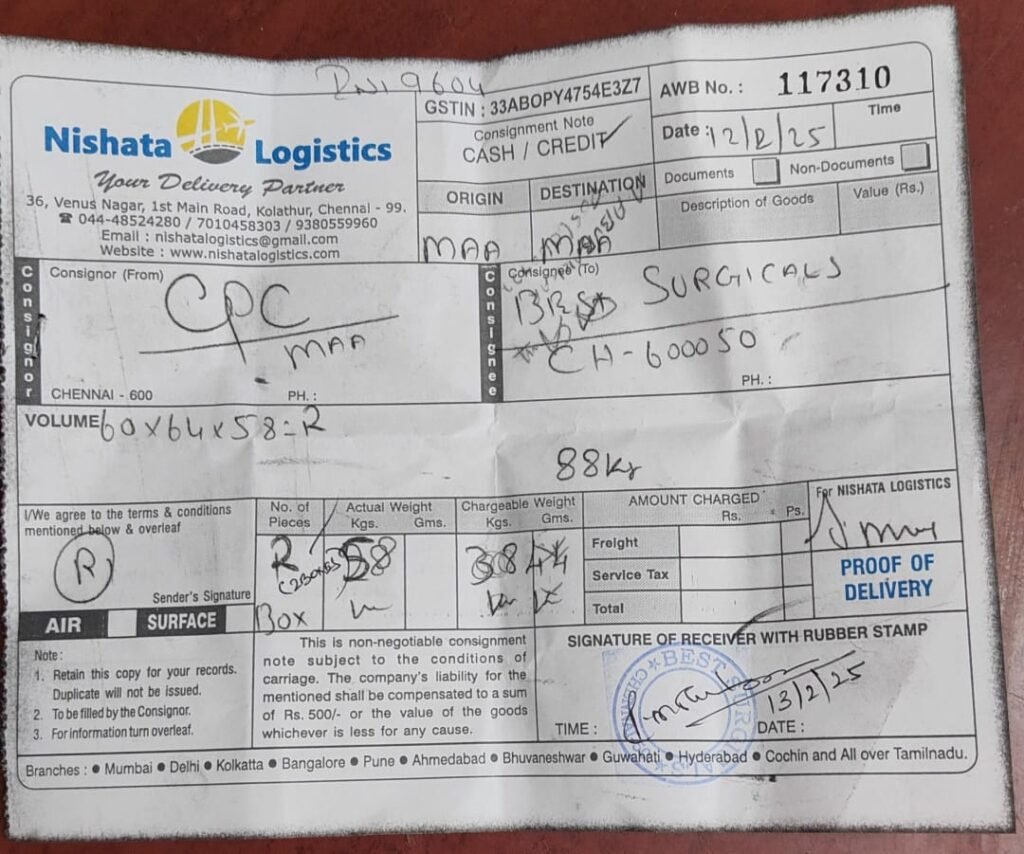 GSTIN : 33ABOPY4754E3Z7
AWB No. : 117310
Consignment Note
CASH / CREDIT
Date : 12/2/25
Time
Nishata Logistics
Your Delivery Partner
36, Venus Nagar, 1st Main Road, Kolathur, Chennai - 99.
☎ 044-48524280 / 7010458303 / 9380559960
Email : nishatalogistics@gmail.com
Website : www.nishatalogistics.com
ORIGIN
DESTINATION
MAA
MAA
Documents
Non-Documents
Description of Goods
Value (Rs.)
Consignor
Consignor (From)
CPC
MAA
CHENNAI - 600
PH. :
Consignee
Consignee (To)
SURGICALS
CH-600050
PH. :
VOLUME 60x64x58=R
88Kg
I/We agree to the terms & conditions
mentioned below & overleaf
R
Sender's Signature
AIR
SURFACE
No. of
Pieces
R
Box
Actual Weight
Kgs. Gms.
Chargeable Weight
Kgs. Gms.
AMOUNT CHARGED
Rs. Ps.
Freight
Service Tax
Total
For NISHATA LOGISTICS
PROOF OF
DELIVERY
Note :
1. Retain this copy for your records.
Duplicate will not be issued.
2. To be filled by the Consignor.
3. For information turn overleaf.
This is non-negotiable consignment
note subject to the conditions of
carriage. The company's liability for the
mentioned shall be compensated to a sum
of Rs. 500/- or the value of the goods
whichever is less for any cause.
SIGNATURE OF RECEIVER WITH RUBBER STAMP
BEST SURGICALS
13/2/25
TIME :
DATE :
Branches : ● Mumbai ● Delhi ● Kolkatta ● Bangalore ● Pune ● Ahmedabad ● Bhuvaneshwar ● Guwahati ● Hyderabad ● Cochin and All over Tamilnadu.